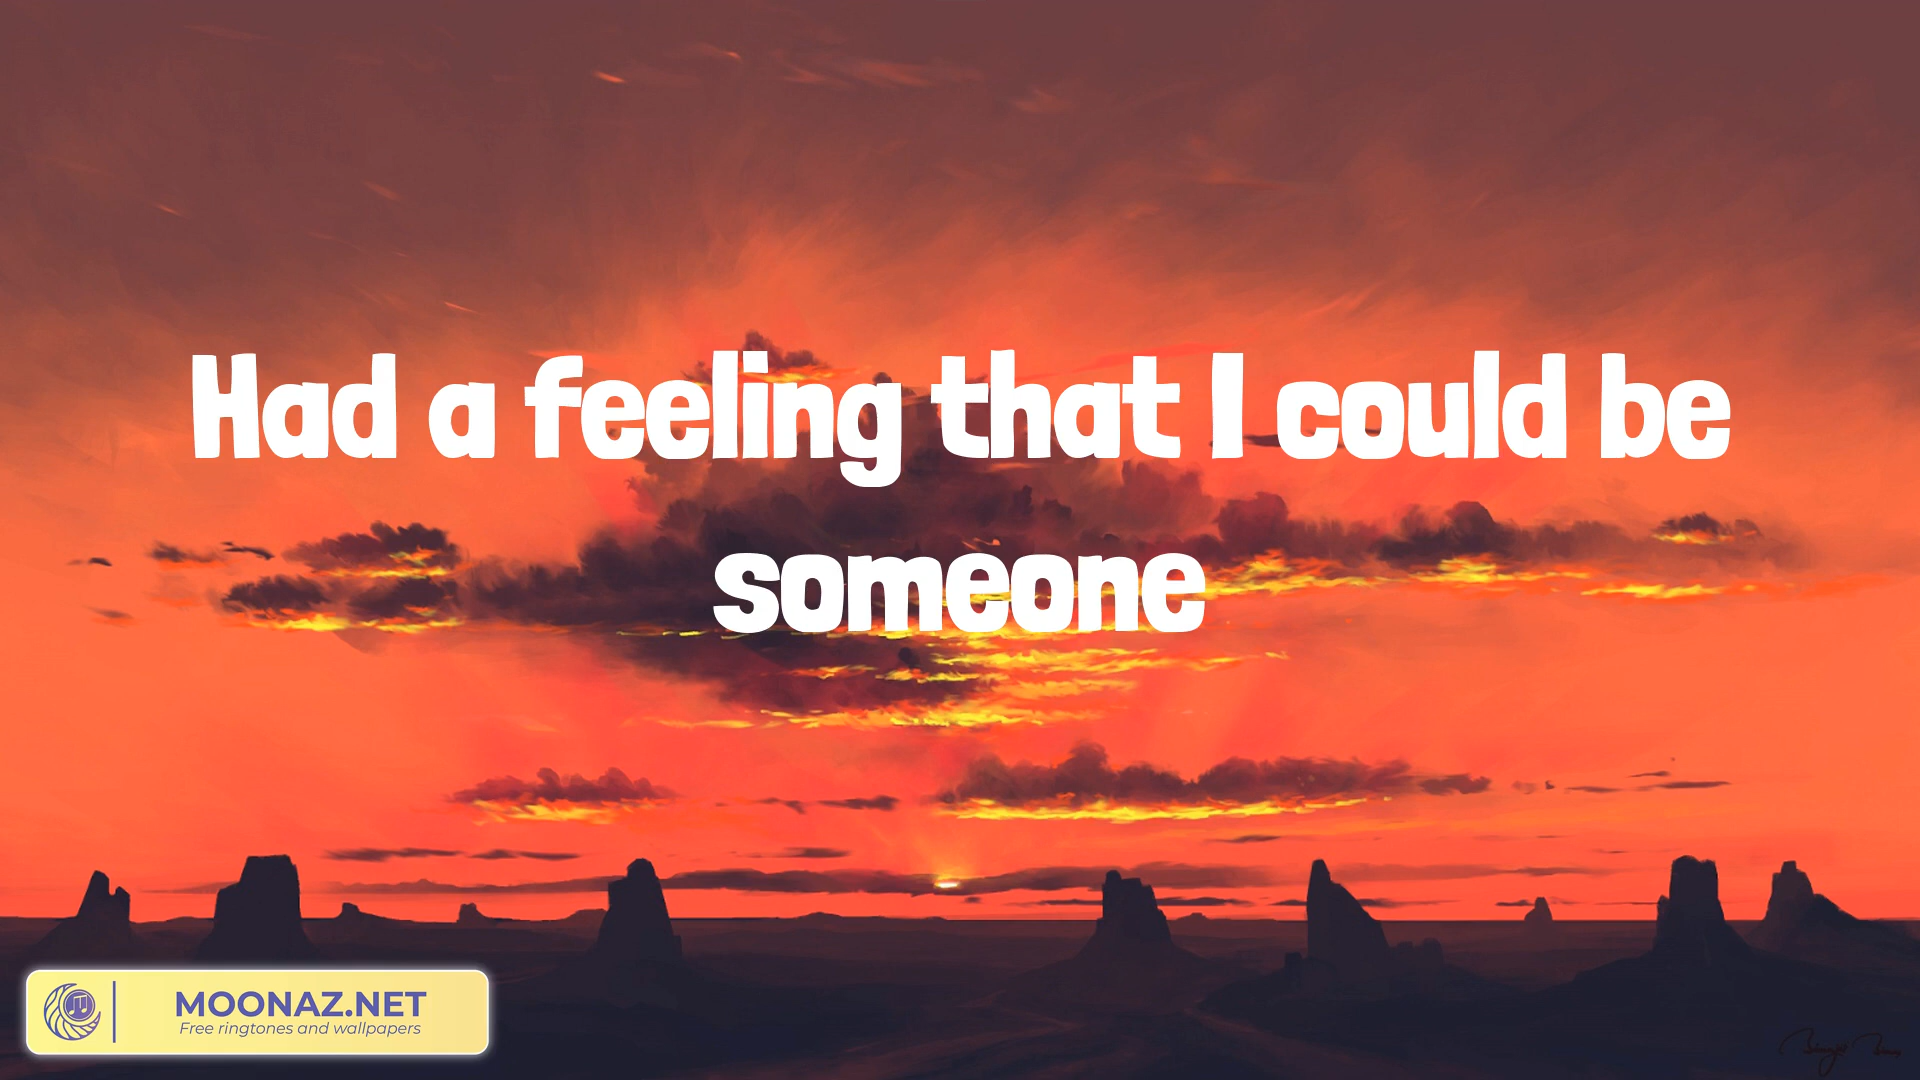 Had a feeling that I could be
someone
MOONAZ.NET
Free ringtones and wallpapers